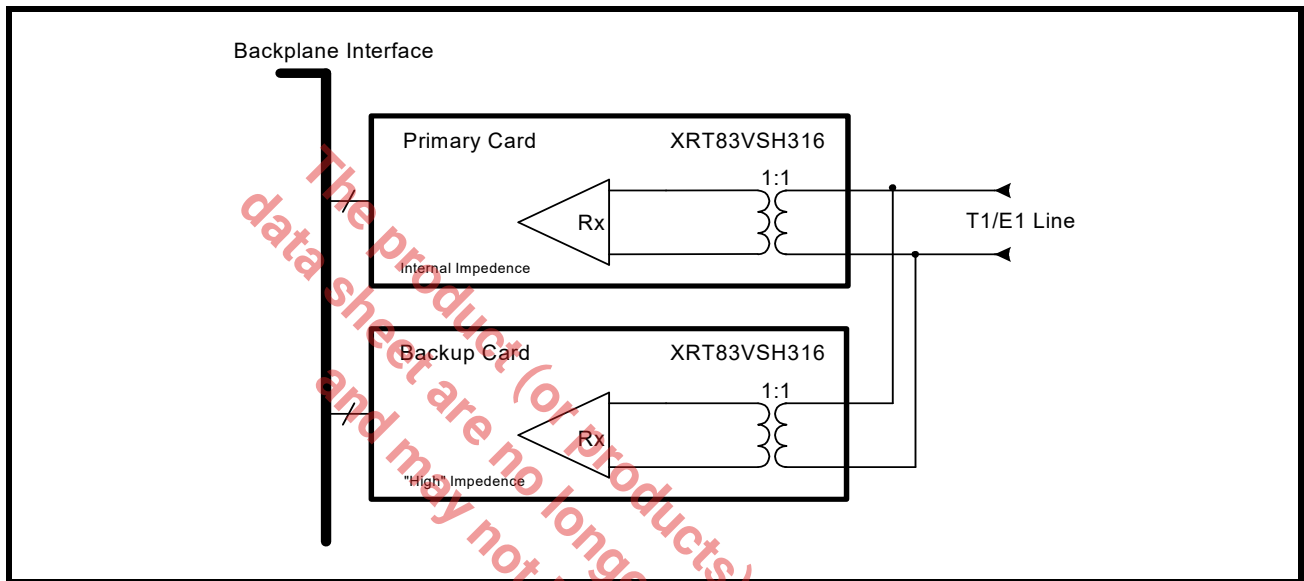 Backplane Interface
Primary Card XRT83VSH316
1:1
Rx
T1/E1 Line
Internal Impedence
Backup Card XRT83VSH316
1:1
Rx
"High" Impedence
The product (or products)
data sheet are no longe
and may not